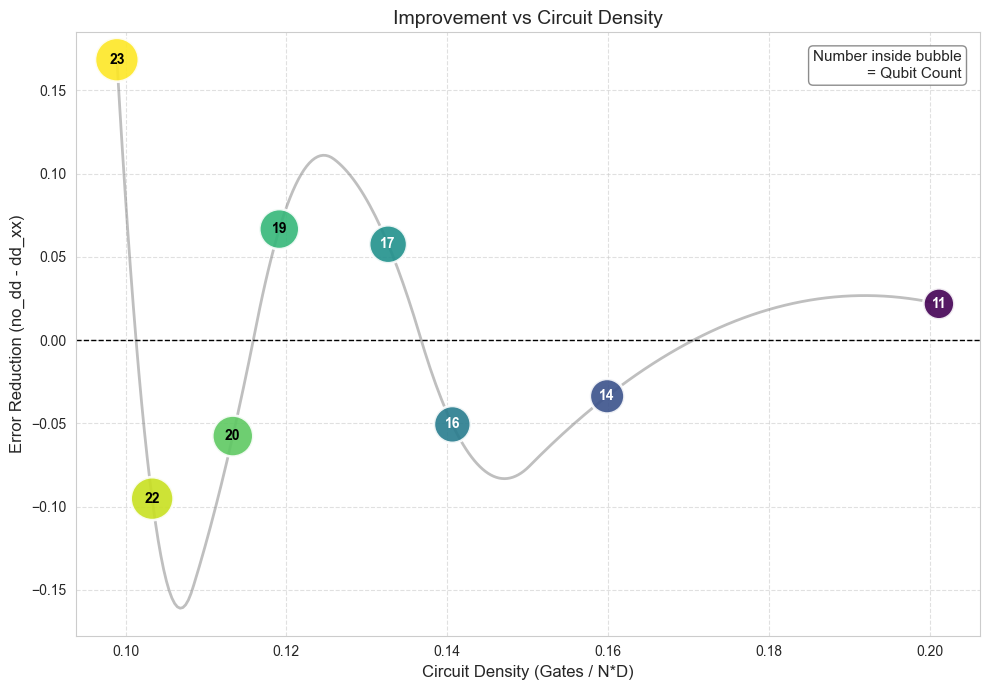 Improvement vs Circuit Density
Number inside bubble
= Qubit Count
Error Reduction (no_dd - dd_xx)
0.15
0.10
0.05
0.00
−0.05
−0.10
−0.15
23
19
17
11
14
16
20
22
0.10 0.12 0.14 0.16 0.18 0.20
Circuit Density (Gates / N*D)